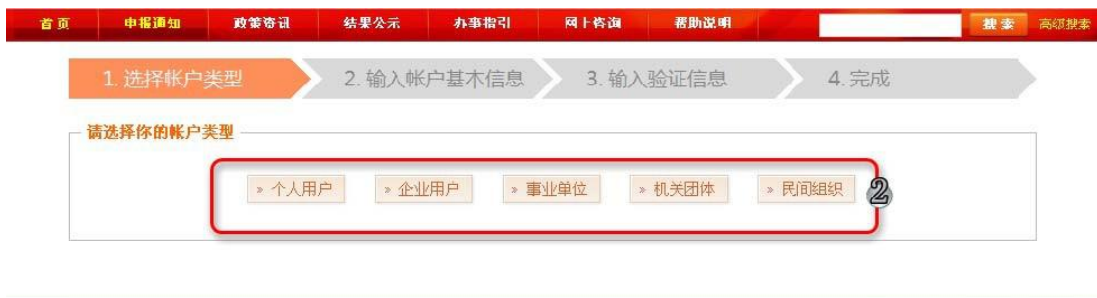 首页 申报通知 政策资讯 结果公示 办事指引 网上咨询 帮助说明 搜索 高级搜索
1. 选择帐户类型 2. 输入帐户基本信息 3. 输入验证信息 4. 完成
请选择你的帐户类型
» 个人用户 » 企业用户 » 事业单位 » 机关团体 » 民间组织 2